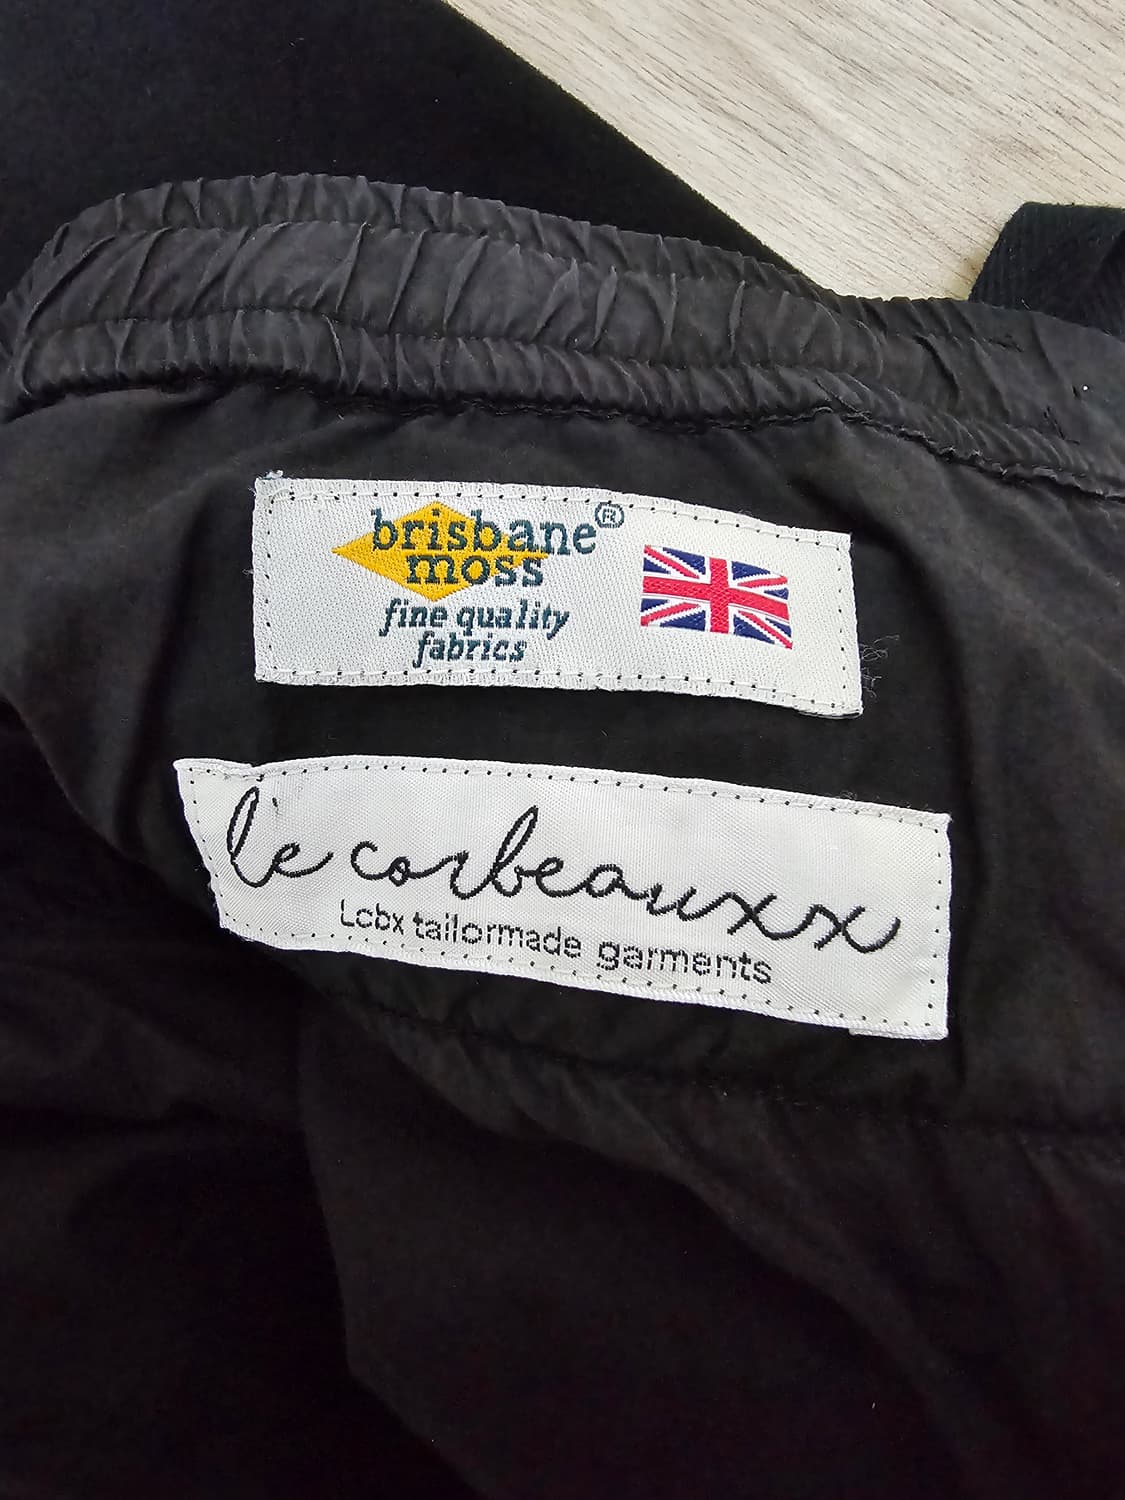 brisbane®
moss
fine quality
fabrics
le corbeauxx
Lcbx tailormade garments